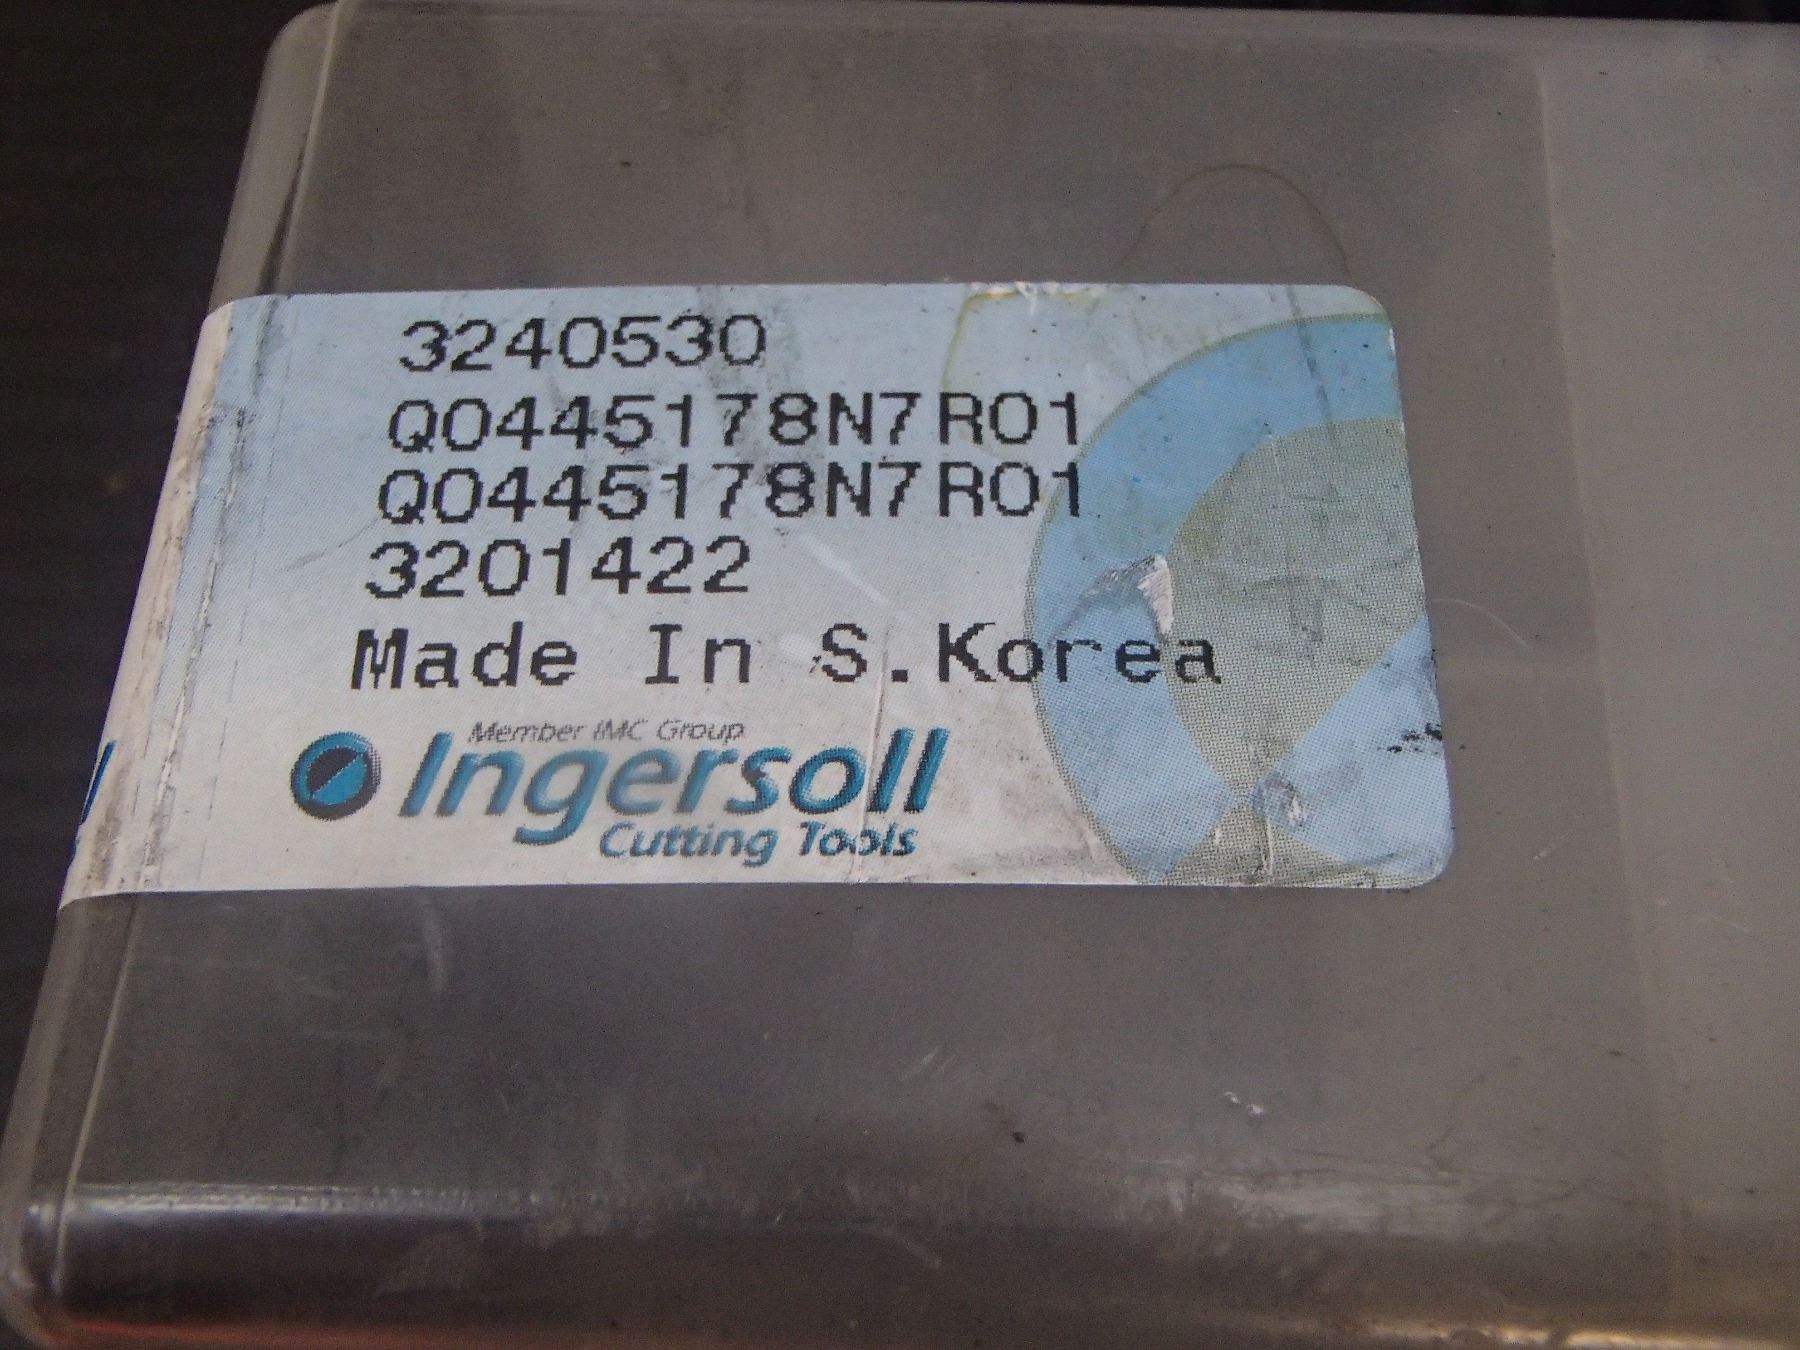 3240530
Q0445178N7R01
Q0445178N7R01
3201422
Made In S.Korea
Member IMC Group
Ingersoll
Cutting Tools